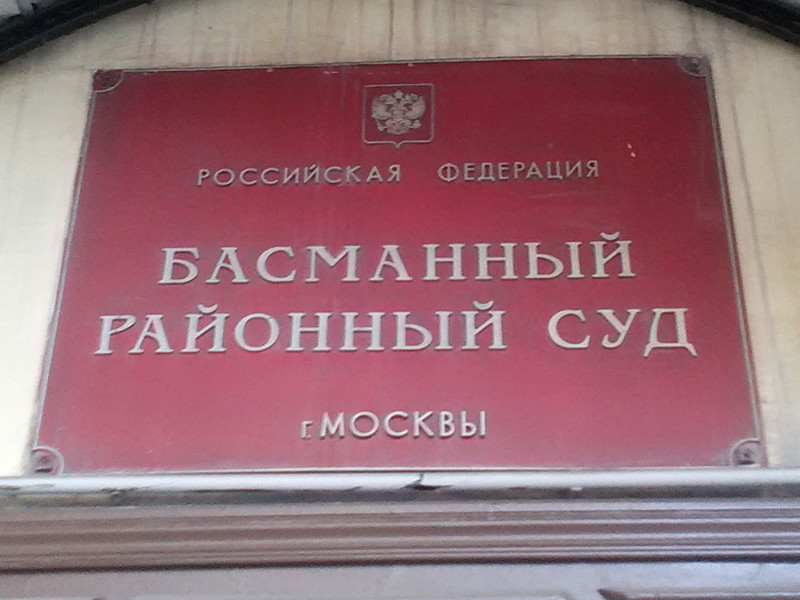 РОССИЙСКАЯ ФЕДЕРАЦИЯ
БАСМАННЫЙ
РАЙОННЫЙ СУД
г. МОСКВЫ